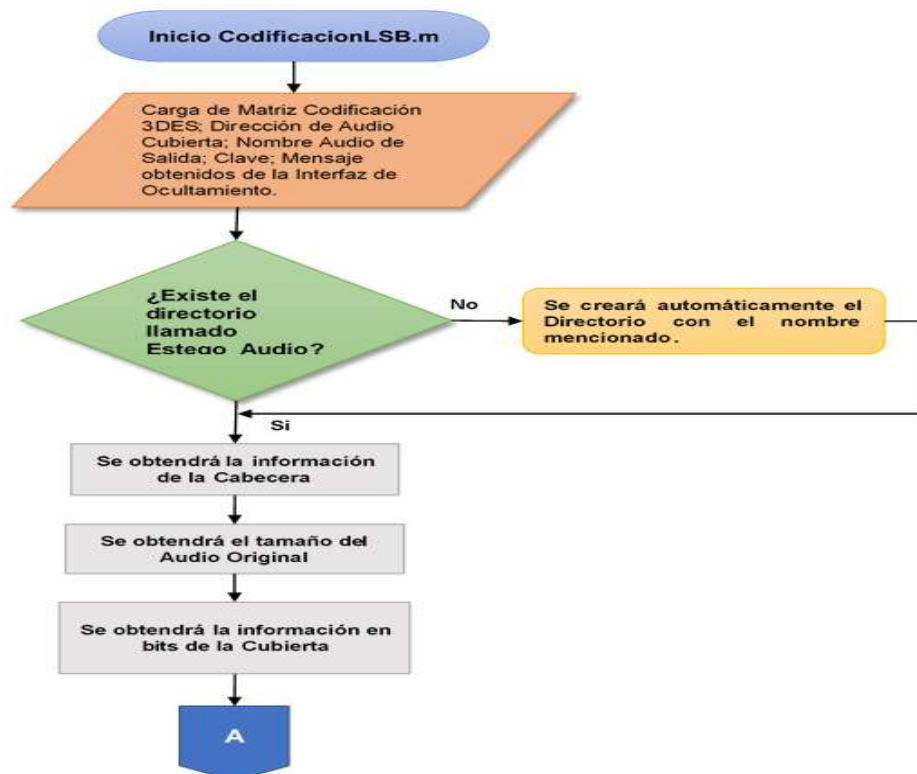 Inicio CodificacionLSB.m
Carga de Matriz Codificación
3DES; Dirección de Audio
Cubierta; Nombre Audio de
Salida; Clave; Mensaje
obtenidos de la Interfaz de
Ocultamiento.
¿Existe el
directorio
llamado
Estego_Audio?
No
Se creará automáticamente el
Directorio con el nombre
mencionado.
Si
Se obtendrá la información
de la Cabecera
Se obtendrá el tamaño del
Audio Original
Se obtendrá la información en
bits de la Cubierta
A